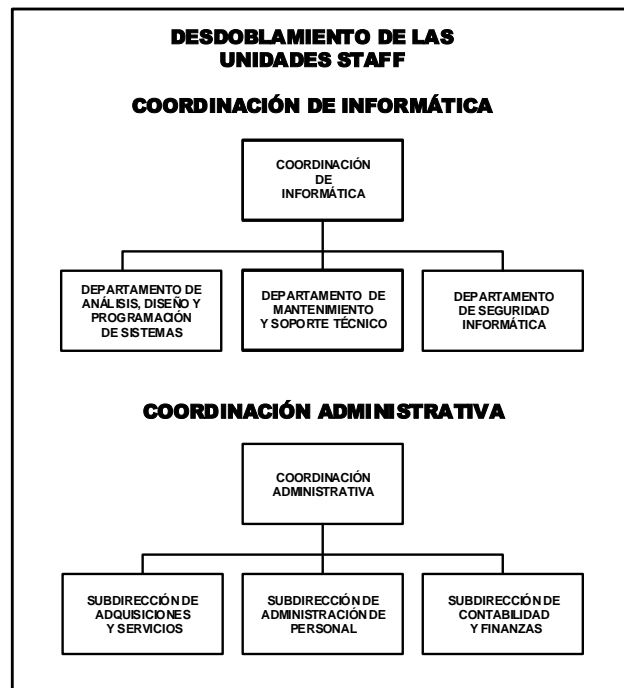 DESDOBLAMIENTO DE LAS
UNIDADES STAFF
COORDINACIÓN DE INFORMÁTICA
COORDINACIÓN
DE
INFORMÁTICA
DEPARTAMENTO DE
ANÁLISIS, DISEÑO Y
PROGRAMACIÓN
DE SISTEMAS
DEPARTAMENTO DE
MANTENIMIENTO
Y SOPORTE TÉCNICO
DEPARTAMENTO
DE SEGURIDAD
INFORMÁTICA
COORDINACIÓN ADMINISTRATIVA
COORDINACIÓN
ADMINISTRATIVA
SUBDIRECCIÓN DE
ADQUISICIONES
Y SERVICIOS
SUBDIRECCIÓN DE
ADMINISTRACIÓN DE
PERSONAL
SUBDIRECCIÓN DE
CONTABILIDAD
Y FINANZAS